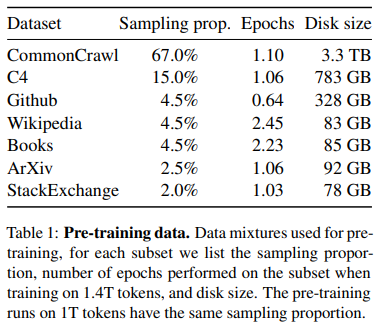 Dataset Sampling prop. Epochs Disk size
CommonCrawl 67.0% 1.10 3.3 TB
C4 15.0% 1.06 783 GB
Github 4.5% 0.64 328 GB
Wikipedia 4.5% 2.45 83 GB
Books 4.5% 2.23 85 GB
ArXiv 2.5% 1.06 92 GB
StackExchange 2.0% 1.03 78 GB
Table 1: Pre-training data. Data mixtures used for pre-
training, for each subset we list the sampling propor-
tion, number of epochs performed on the subset when
training on 1.4T tokens, and disk size. The pre-training
runs on 1T tokens have the same sampling proportion.